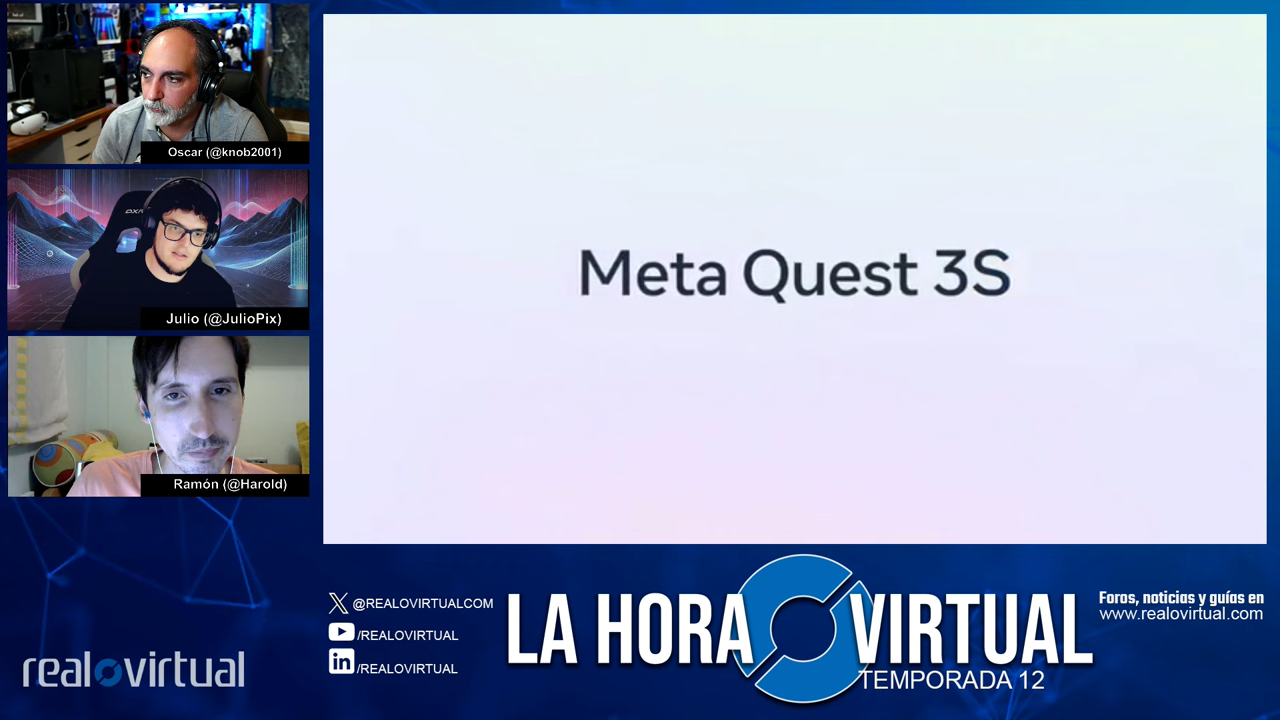 Oscar (@knob2001)
Julio (@JulioPix)
Ramón (@Harold)
Meta Quest 3S
@REALOVIRTUALCOM
/REALOVIRTUAL
/REALOVIRTUAL
LA HORA VIRTUAL
TEMPORADA 12
Foros, noticias y guías en
www.realovirtual.com
realovirtual